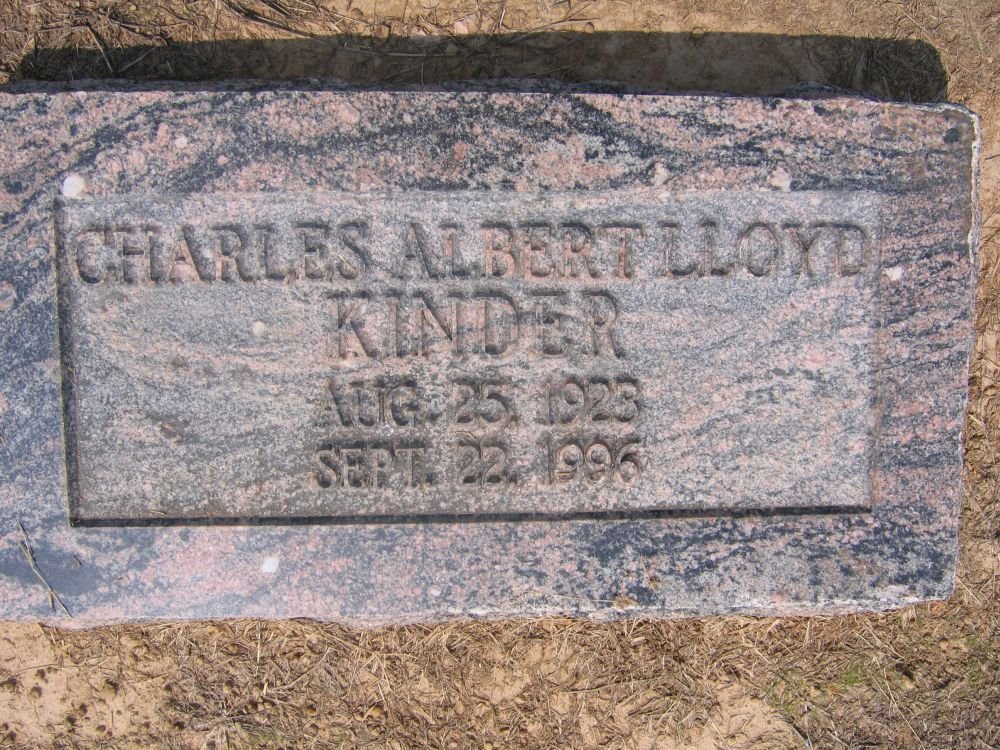 CHARLES ALBERT LLOYD
KINDER
AUG. 25, 1923
SEPT. 22, 1996